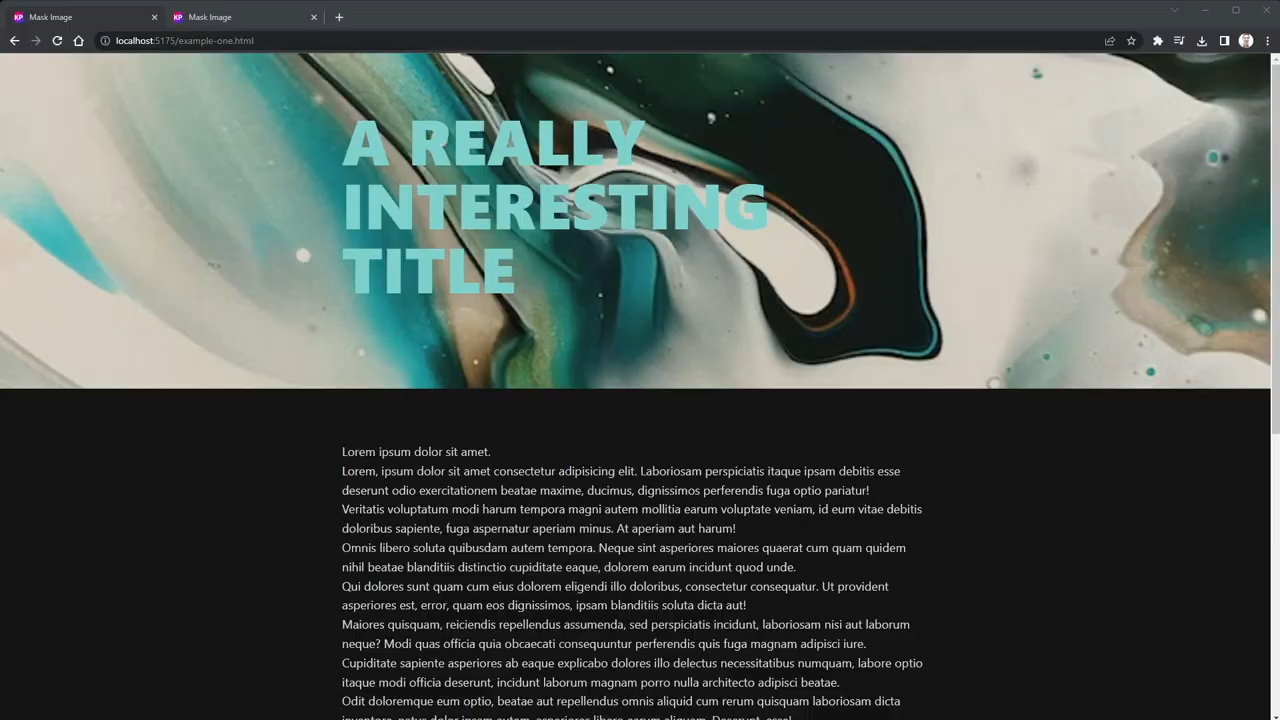 KP Mask Image
KP Mask Image
localhost:5175/example-one.html
A REALLY
INTERESTING
TITLE
Lorem ipsum dolor sit amet.
Lorem, ipsum dolor sit amet consectetur adipisicing elit. Laboriosam perspiciatis itaque ipsam debitis esse
deserunt odio exercitationem beatae maxime, ducimus, dignissimos perferendis fuga optio pariatur!
Veritatis voluptatum modi harum tempora magni autem mollitia earum voluptate veniam, id eum vitae debitis
doloribus sapiente, fuga aspernatur aperiam minus. At aperiam aut harum!
Omnis libero soluta quibusdam autem tempora. Neque sint asperiores maiores quaerat cum quam quidem
nihil beatae blanditiis distinctio cupiditate eaque, dolorem earum incidunt quod unde.
Qui dolores sunt quam cum eius dolorem eligendi illo doloribus, consectetur consequatur. Ut provident
asperiores est, error, quam eos dignissimos, ipsam blanditiis soluta dicta aut!
Maiores quisquam, reiciendis repellendus assumenda, sed perspiciatis incidunt, laboriosam nisi aut laborum
neque? Modi quas officia quia obcaecati consequuntur perferendis quis fuga magnam adipisci iure.
Cupiditate sapiente asperiores ab eaque explicabo dolores illo delectus necessitatibus numquam, labore optio
itaque modi officia deserunt, incidunt laborum magnam porro nulla architecto adipisci beatae.
Odit doloremque eum optio, beatae aut repellendus omnis aliquid cum rerum quisquam laboriosam dicta